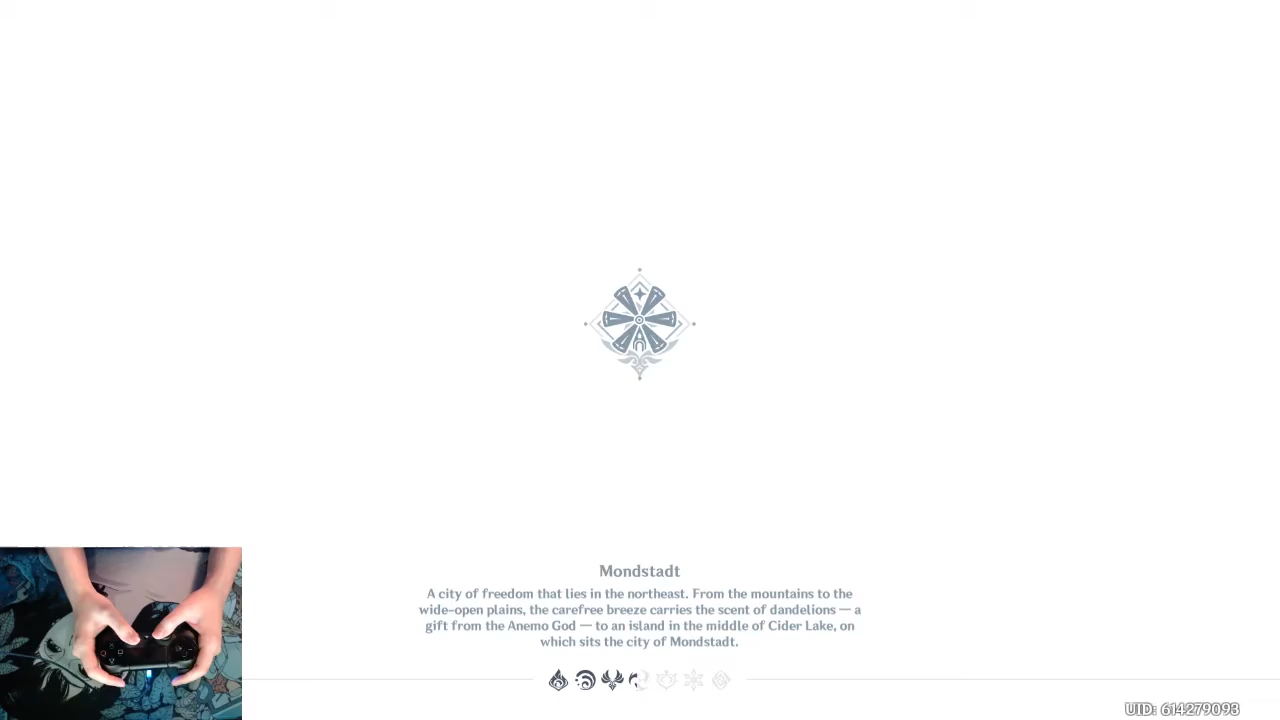 Mondstadt
A city of freedom that lies in the northeast. From the mountains to the
wide-open plains, the carefree breeze carries the scent of dandelions — a
gift from the Anemo God — to an island in the middle of Cider Lake, on
which sits the city of Mondstadt.
UID: 614279093